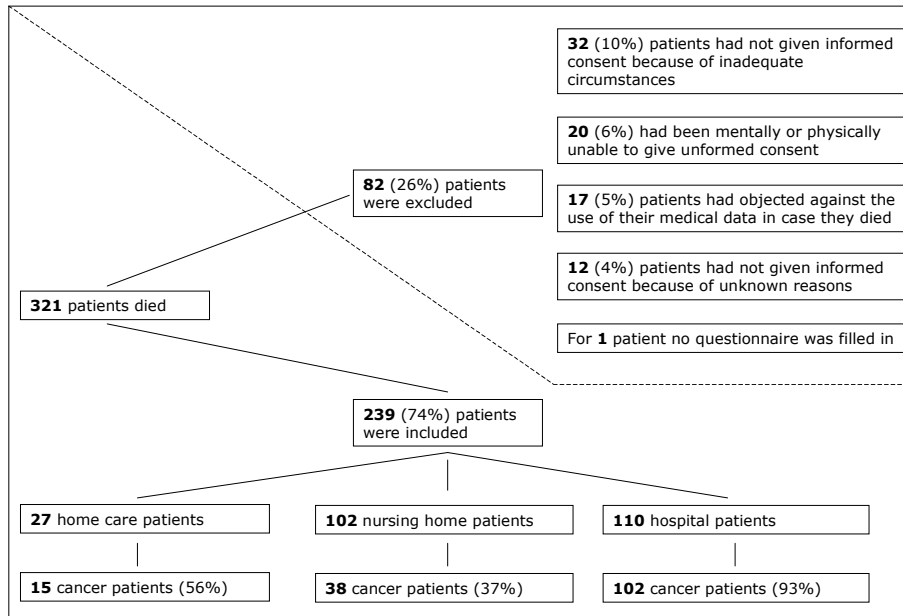 32 (10%) patients had not given informed
consent because of inadequate
circumstances
20 (6%) had been mentally or physically
unable to give unformed consent
82 (26%) patients
were excluded
17 (5%) patients had objected against the
use of their medical data in case they died
12 (4%) patients had not given informed
consent because of unknown reasons
321 patients died
For 1 patient no questionnaire was filled in
239 (74%) patients
were included
27 home care patients
102 nursing home patients
110 hospital patients
15 cancer patients (56%)
38 cancer patients (37%)
102 cancer patients (93%)